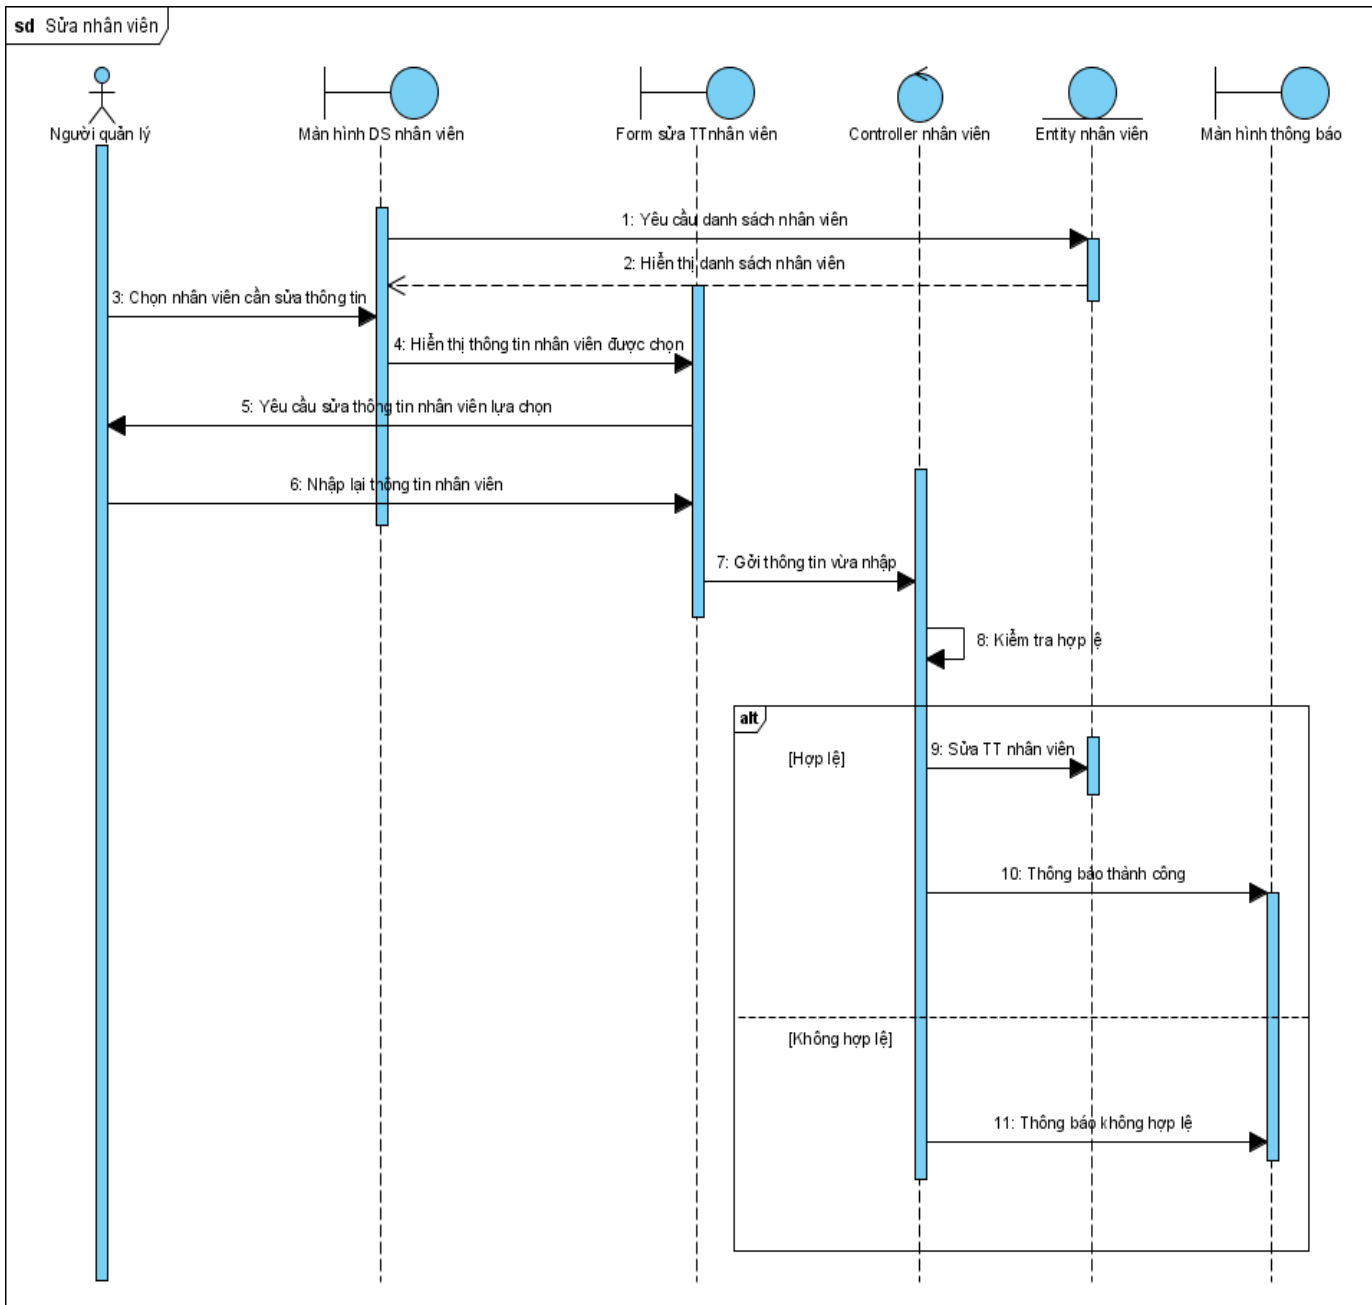 sd Sửa nhân viên
Người quản lý
Màn hình DS nhân viên
Form sửa TTnhân viên
Controller nhân viên
Entity nhân viên
Màn hình thông báo
1: Yêu cầu danh sách nhân viên
2: Hiển thị danh sách nhân viên
3: Chọn nhân viên cần sửa thông tin
4: Hiển thị thông tin nhân viên được chọn
5: Yêu cầu sửa thông tin nhân viên lựa chọn
6: Nhập lại thông tin nhân viên
7: Gởi thông tin vừa nhập
8: Kiểm tra hợp lệ
alt
[Hợp lệ]
9: Sửa TT nhân viên
10: Thông báo thành công
[Không hợp lệ]
11: Thông báo không hợp lệ